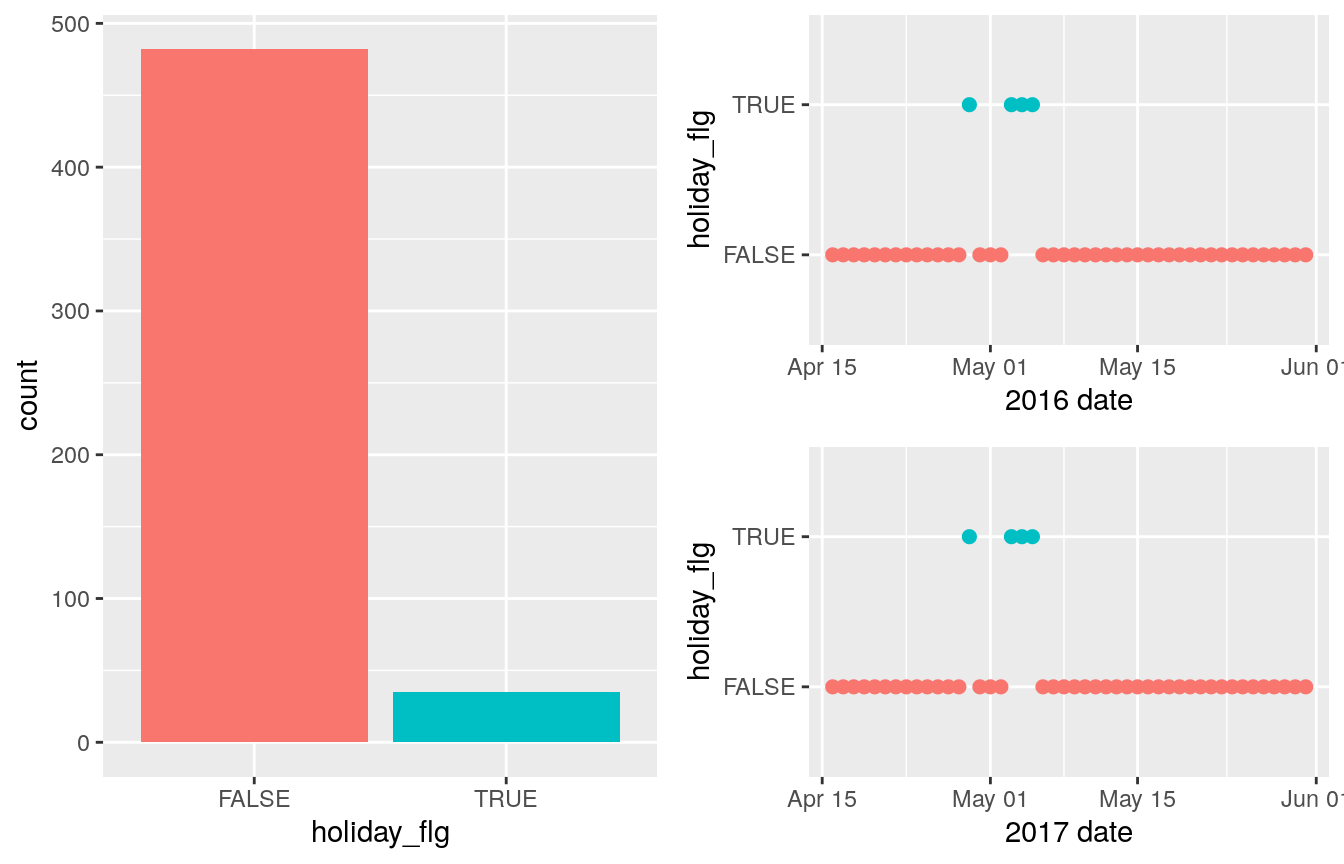 500
400
300
200
100
0
count
FALSE TRUE
holiday_flg
TRUE
FALSE
holiday_flg
Apr 15 May 01 May 15 Jun 01
2016 date
TRUE
FALSE
holiday_flg
Apr 15 May 01 May 15 Jun 01
2017 date